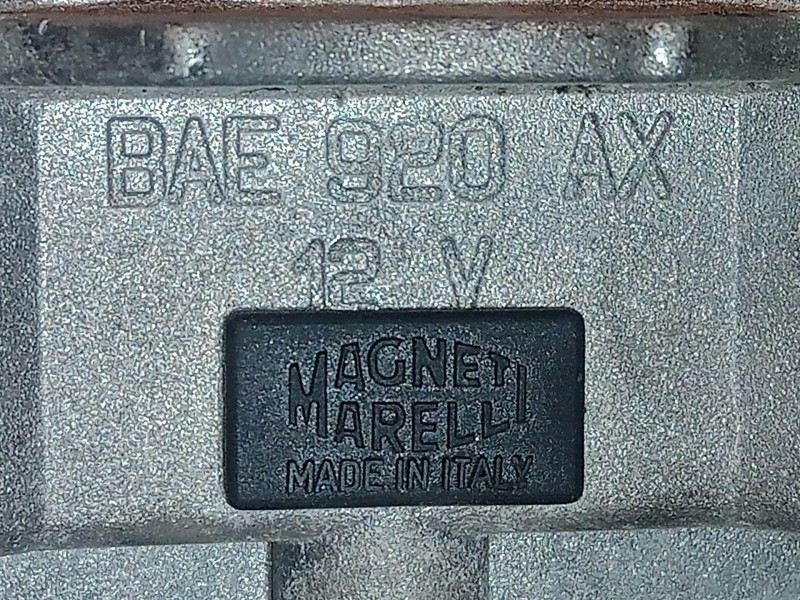 BAE 920 AX
12 V
MAGNETI
MARELLI
MADE IN ITALY